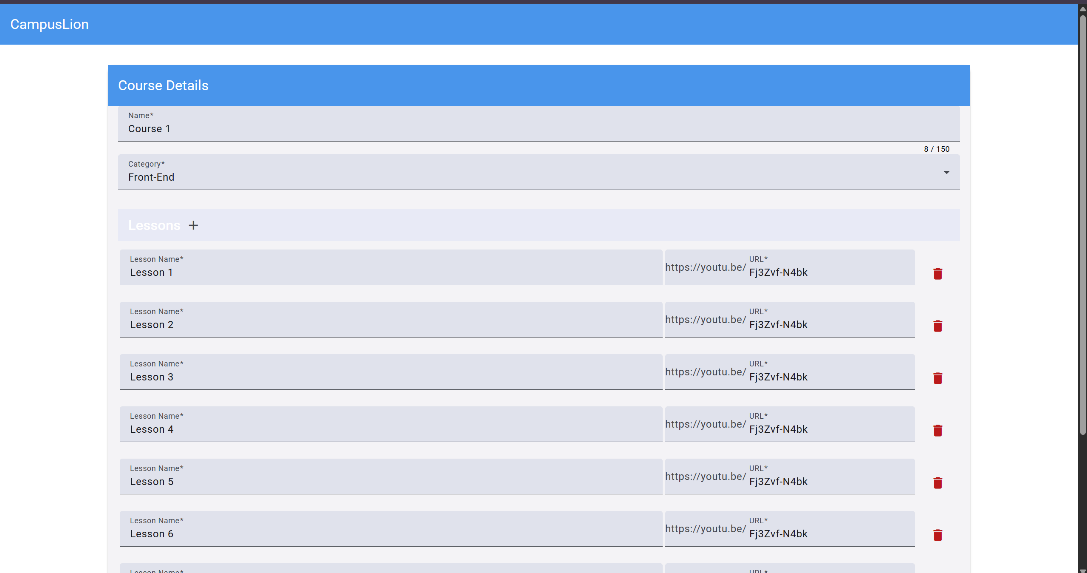 CampusLion
Course Details
Name*
Course 1
8 / 150
Category*
Front-End
Lessons +
Lesson Name*
Lesson 1
https://youtu.be/
URL*
Fj3Zvf-N4bk
Lesson Name*
Lesson 2
https://youtu.be/
URL*
Fj3Zvf-N4bk
Lesson Name*
Lesson 3
https://youtu.be/
URL*
Fj3Zvf-N4bk
Lesson Name*
Lesson 4
https://youtu.be/
URL*
Fj3Zvf-N4bk
Lesson Name*
Lesson 5
https://youtu.be/
URL*
Fj3Zvf-N4bk
Lesson Name*
Lesson 6
https://youtu.be/
URL*
Fj3Zvf-N4bk
Lesson Name*
URL*